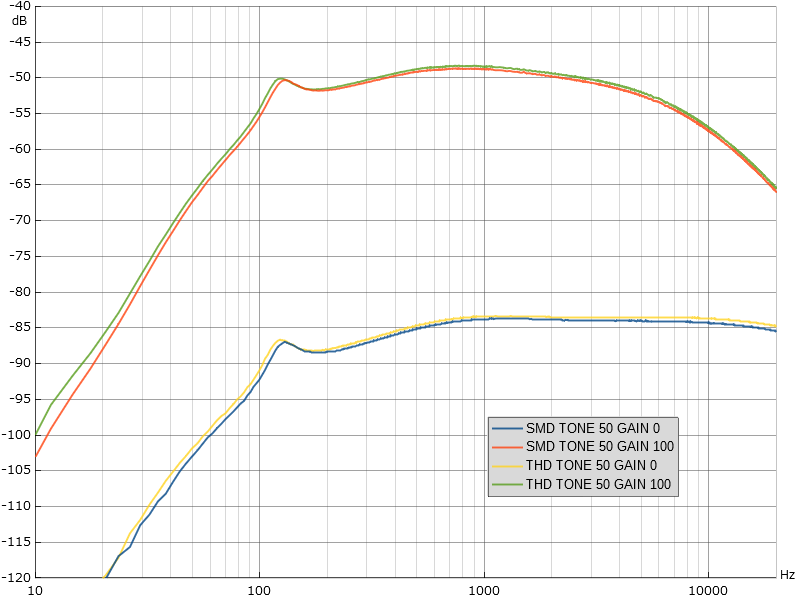 -40
dB
-45
-50
-55
-60
-65
-70
-75
-80
-85
-90
-95
-100
-105
-110
-115
-120
SMD TONE 50 GAIN 0
SMD TONE 50 GAIN 100
THD TONE 50 GAIN 0
THD TONE 50 GAIN 100
10 100 1000 10000 Hz